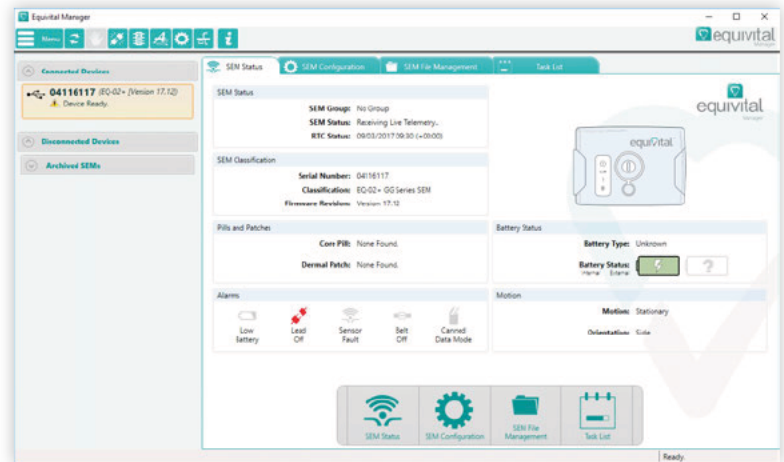 Equivital Manager
Menu
equivital
Manager
Connected Devices
04116117 (EQ-02+ [Version 17.12)
Device Ready.
Disconnected Devices
Archived SEMs
SEM Status
SEM Configuration
SEM File Management
Task List
SEM Status
SEM Group: No Group
SEM Status: Receiving Live Telemetry..
RTC Status: 09/03/2017 09:30 (+00:00)
SEM Classification
Serial Number: 04116117
Classification: EQ-02+ GG Series SEM
Firmware Revision: Version 17.12
equivital
Manager
equivital
Pills and Patches
Core Pill: None Found.
Dermal Patch: None Found.
Battery Status
Battery Type: Unknown
Battery Status:
Internal External
?
Alarms
Low Battery
Lead Off
Sensor Fault
Belt Off
Canned Data Mode
Motion
Motion: Stationary
Orientation: Side
SEM Status
SEM Configuration
SEM File Management
Task List
Ready.